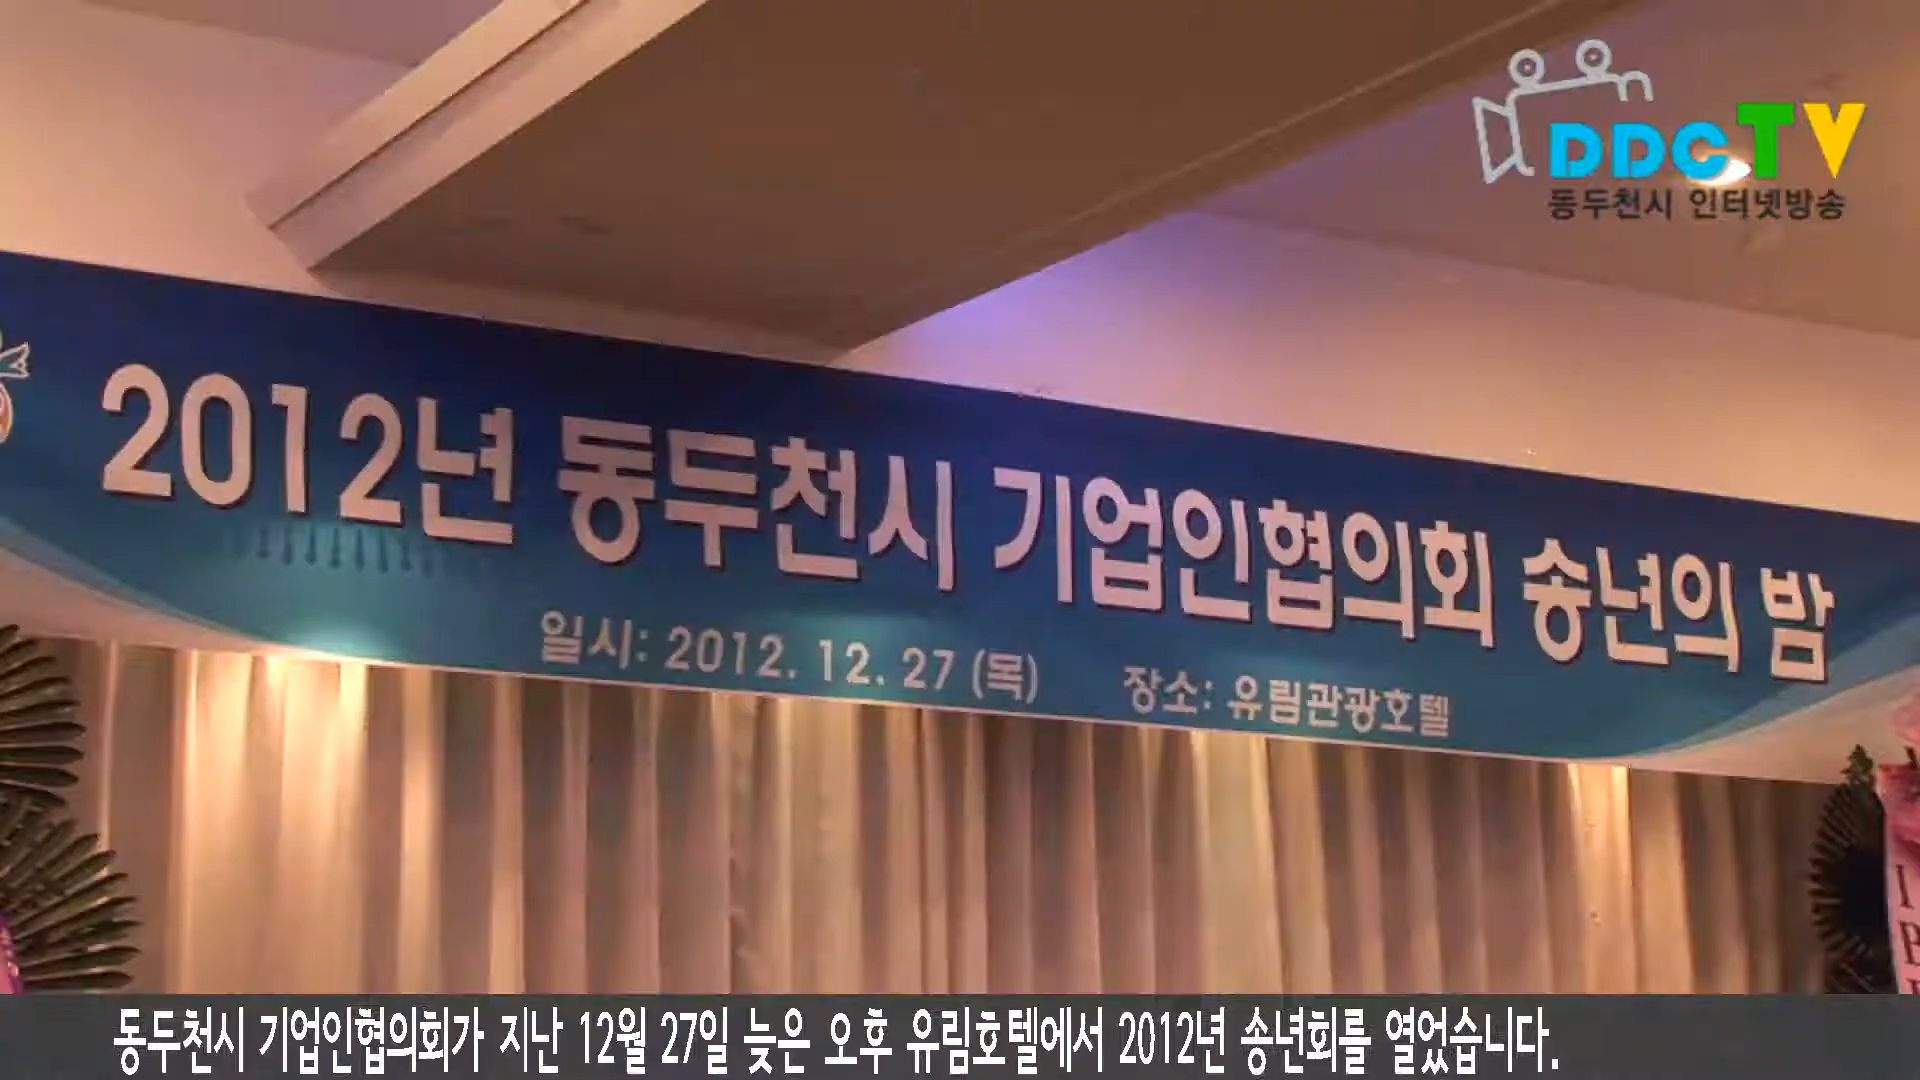 DDCTV
동두천시 인터넷방송
2012년 동두천시 기업인협의회 송년의 밤
일시: 2012. 12. 27 (목) 장소: 유림관광호텔
동두천시 기업인협의회가 지난 12월 27일 늦은 오후 유림호텔에서 2012년 송년회를 열었습니다.